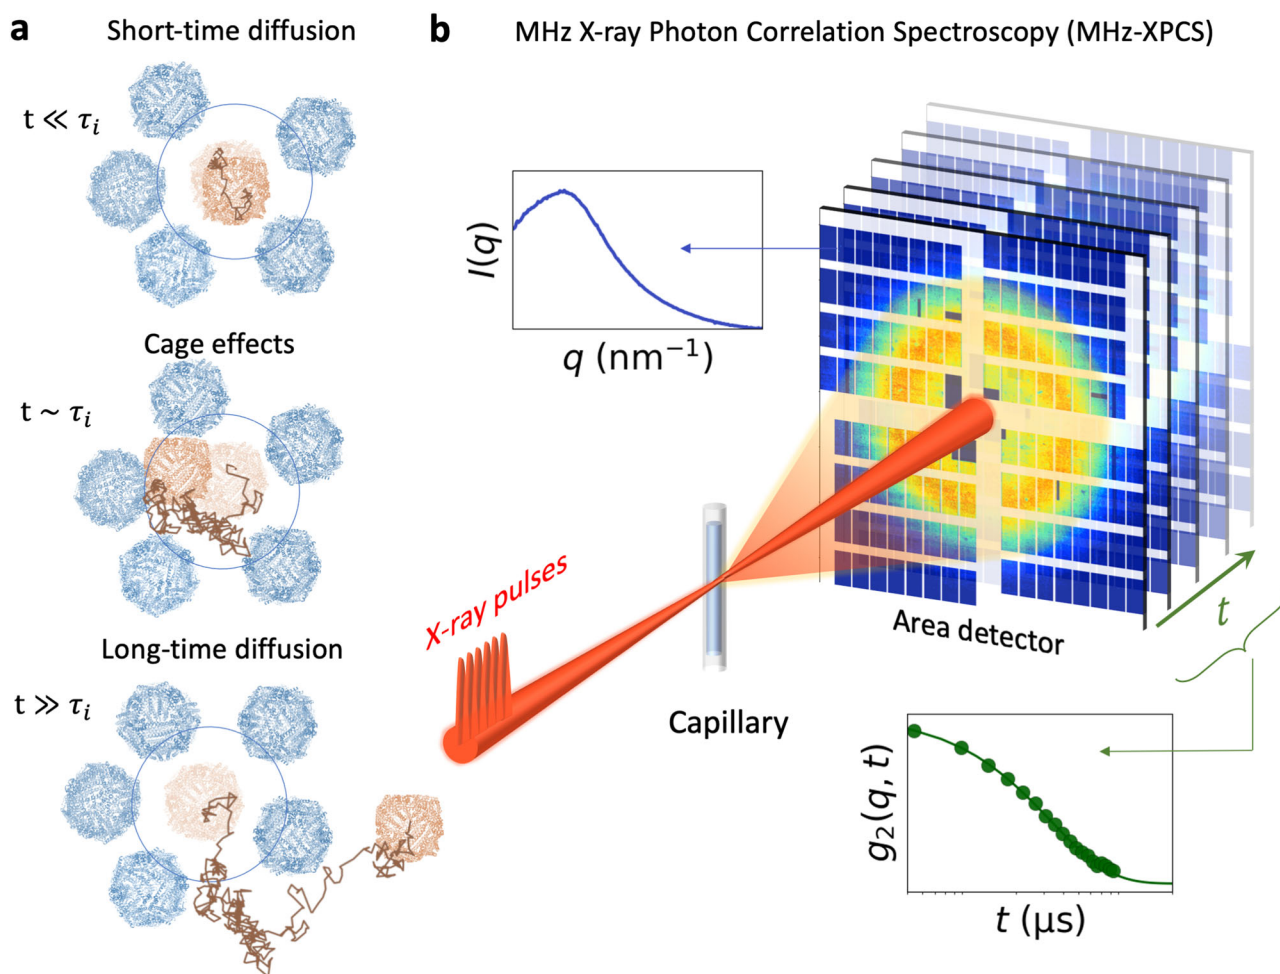 a
Short-time diffusion
t ≪ τᵢ
Cage effects
t ~ τᵢ
Long-time diffusion
t ≫ τᵢ
b
MHz X-ray Photon Correlation Spectroscopy (MHz-XPCS)
I(q)
q (nm⁻¹)
X-ray pulses
Capillary
Area detector
t
g₂(q, t)
t (μs)